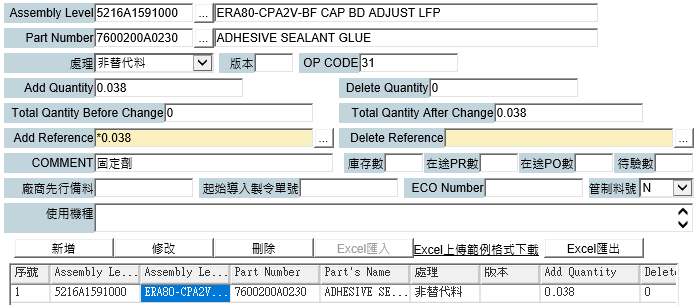 Assembly Level 5216A1591000 ... ERA80-CPA2V-BF CAP BD ADJUST LFP
Part Number 7600200A0230 ... ADHESIVE SEALANT GLUE
處理 非替代料 版本 OP CODE 31
Add Quantity 0.038 Delete Quantity 0
Total Qantity Before Change 0 Total Qantity After Change 0.038
Add Reference *0.038 ... Delete Reference ...
COMMENT 固定劑 庫存數 在途PR數 在途PO數 待驗數
廠商先行備料 起始導入製令單號 ECO Number 管制料號 N
使用機種
新增 修改 刪除 Excel匯入 Excel上傳範例格式下載 Excel匯出
序號 Assembly Le... Assembly Le... Part Number Part's Name 處理 版本 Add Quantity Delet
1 5216A1591000 ERA80-CPA2V... 7600200A0230 ADHESIVE SE... 非替代料 0.038 0